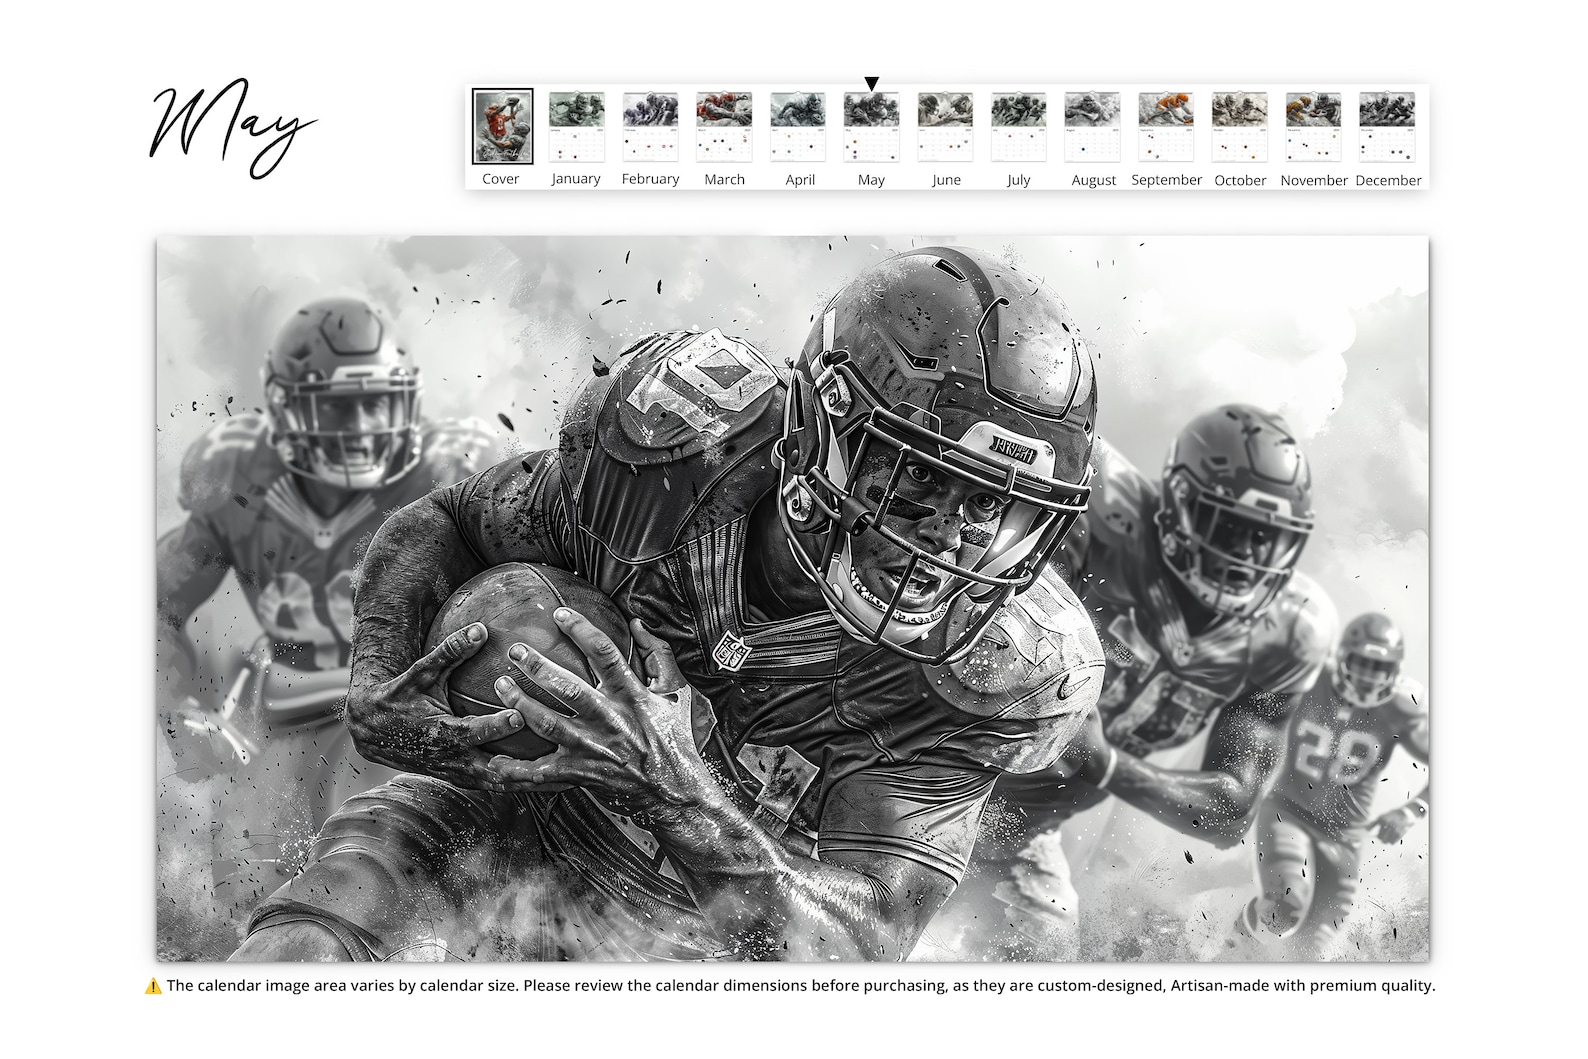 May
Cover January February March April May June July August September October November December
10
28
⚠️ The calendar image area varies by calendar size. Please review the calendar dimensions before purchasing, as they are custom-designed, Artisan-made with premium quality.